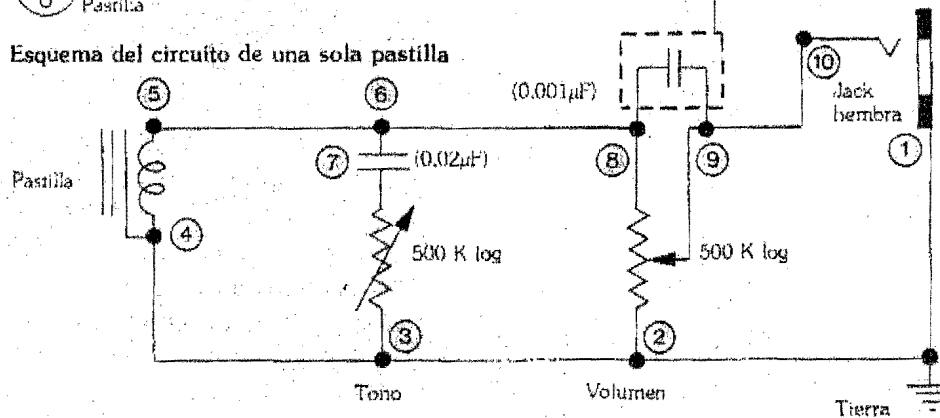 Pastilla
Esquema del circuito de una sola pastilla
5
6
(0,001µF)
10
Jack
hembra
7
(0,02µF)
8
9
1
Pastilla
4
500 K log
500 K log
3
2
Tono
Volumen
Tierra